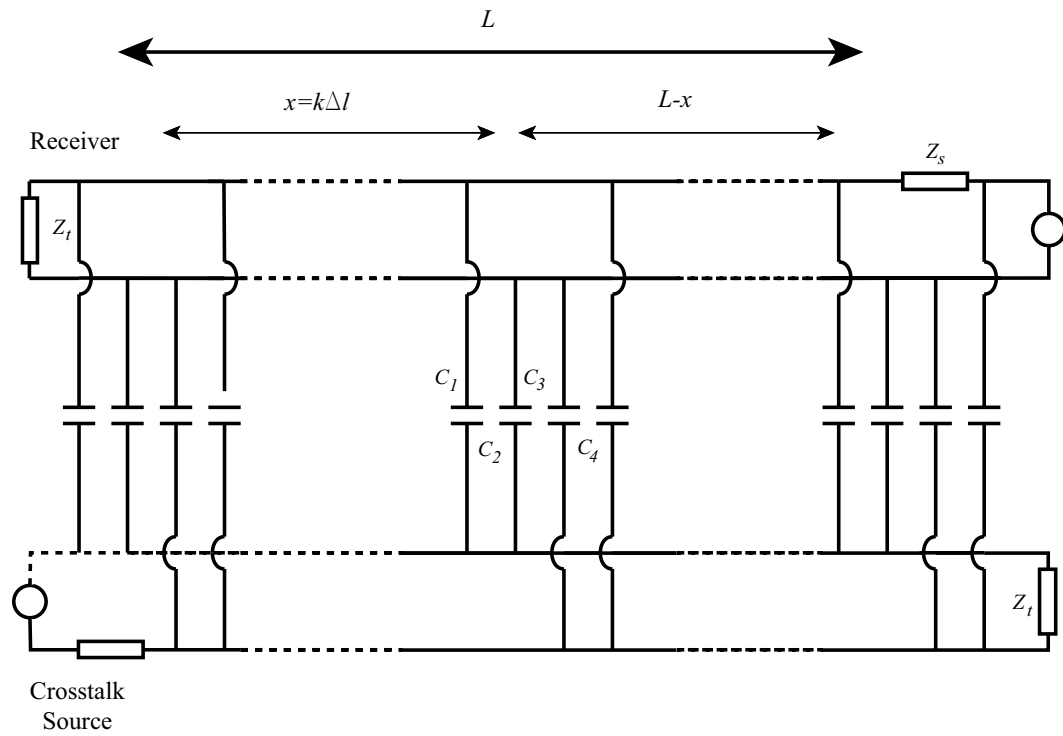 L
x=kΔl
L-x
Receiver
Z_s
Z_t
C_1
C_3
C_2
C_4
Z_t
Crosstalk
Source